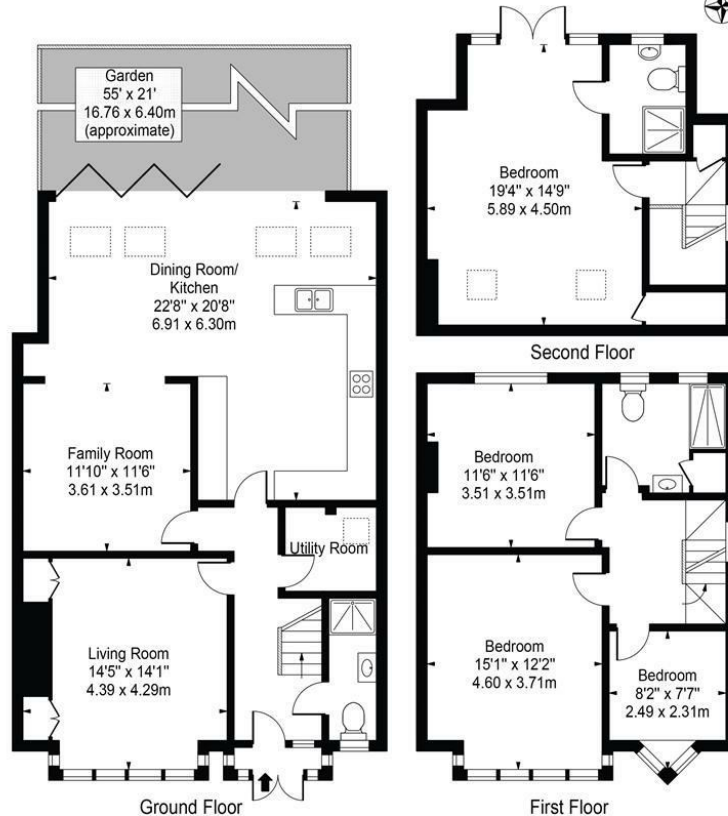 Garden
55' x 21'
16.76 x 6.40m
(approximate)
Dining Room/
Kitchen
22'8" x 20'8"
6.91 x 6.30m
Family Room
11'10" x 11'6"
3.61 x 3.51m
Utility Room
Living Room
14'5" x 14'1"
4.39 x 4.29m
Ground Floor
Bedroom
19'4" x 14'9"
5.89 x 4.50m
Second Floor
Bedroom
11'6" x 11'6"
3.51 x 3.51m
Bedroom
15'1" x 12'2"
4.60 x 3.71m
Bedroom
8'2" x 7'7"
2.49 x 2.31m
First Floor